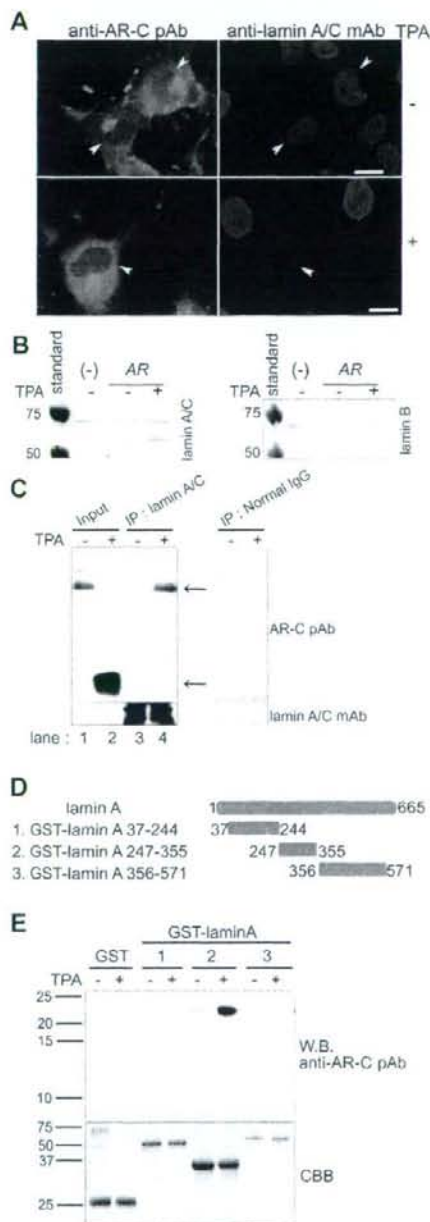 A
anti-AR-C pAb anti-lamin A/C mAb TPA
-
+
B
standard (-) AR standard (-) AR
TPA - - + TPA - - +
75 75
50 50
lamin A/C lamin B
C
Input IP : lamin A/C IP : Normal IgG
TPA - + - + - +
AR-C pAb
lamin A/C mAb
lane : 1 2 3 4
D
lamin A 1 665
1. GST-lamin A 37-244 37 244
2. GST-lamin A 247-355 247 355
3. GST-lamin A 356-571 356 571
E
GST-laminA
GST 1 2 3
TPA - + - + - + - +
25
20
15
10
W.B.
anti-AR-C pAb
75
50
37
25
CBB